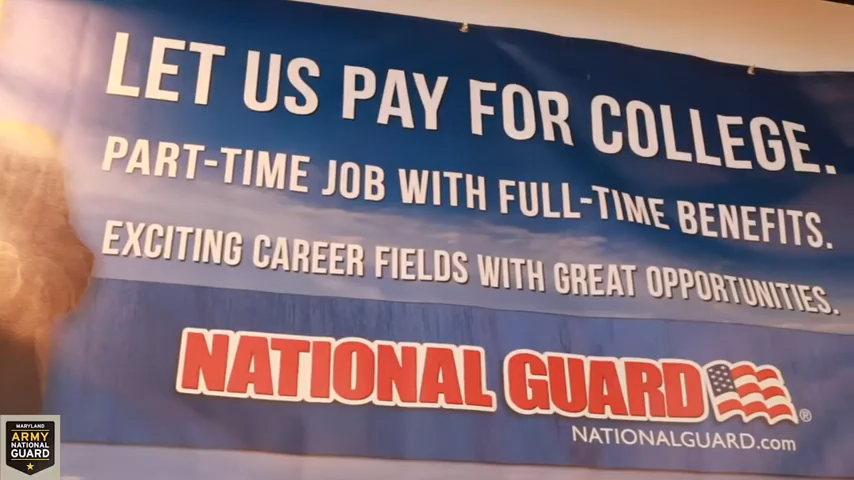 LET US PAY FOR COLLEGE.
PART-TIME JOB WITH FULL-TIME BENEFITS.
EXCITING CAREER FIELDS WITH GREAT OPPORTUNITIES.
NATIONAL GUARD®
NATIONALGUARD.com
MARYLAND
ARMY
NATIONAL
GUARD